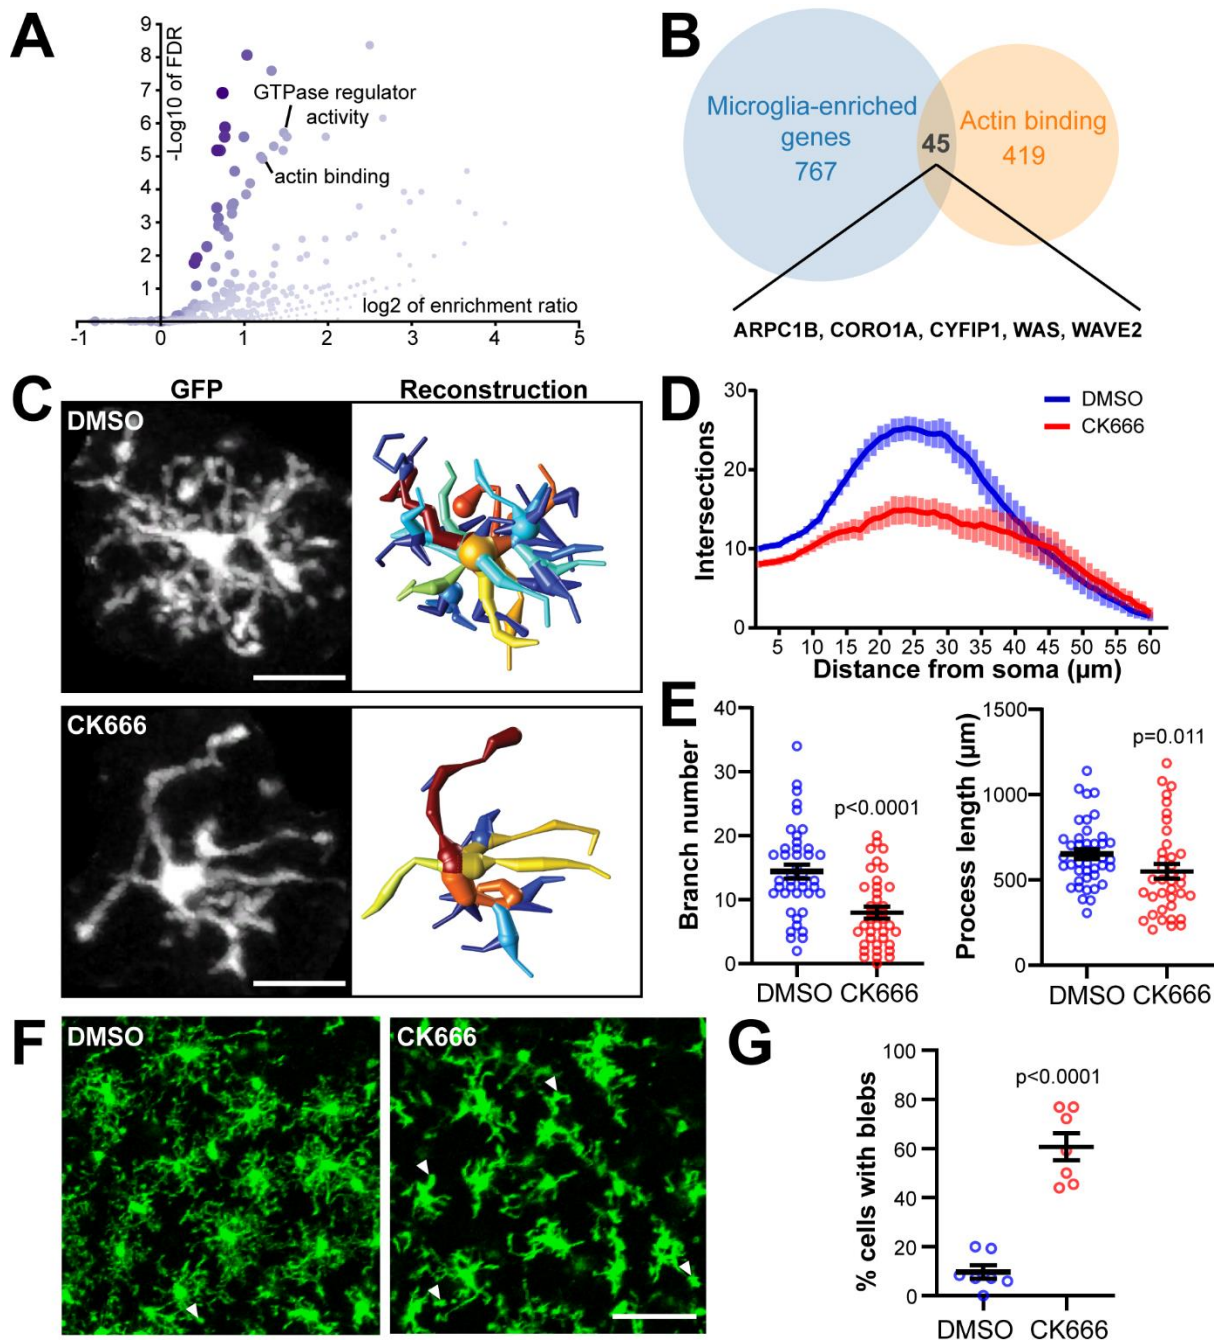 A
-Log10 of FDR
9
8
7
6
5
4
3
2
1
GTPase regulator
activity
actin binding
log2 of enrichment ratio
-1
0
1
2
3
4
5
B
Microglia-enriched
genes
767
45
Actin binding
419
ARPC1B, CORO1A, CYFIP1, WAS, WAVE2
C
GFP
Reconstruction
DMSO
CK666
D
Intersections
30
20
10
0
DMSO
CK666
5 10 15 20 25 30 35 40 45 50 55 60
Distance from soma (µm)
E
Branch number
40
30
20
10
0
p<0.0001
DMSO CK666
Process length (µm)
1500
1000
500
0
p=0.011
DMSO CK666
F
DMSO
CK666
G
% cells with blebs
100
80
60
40
20
0
p<0.0001
DMSO CK666